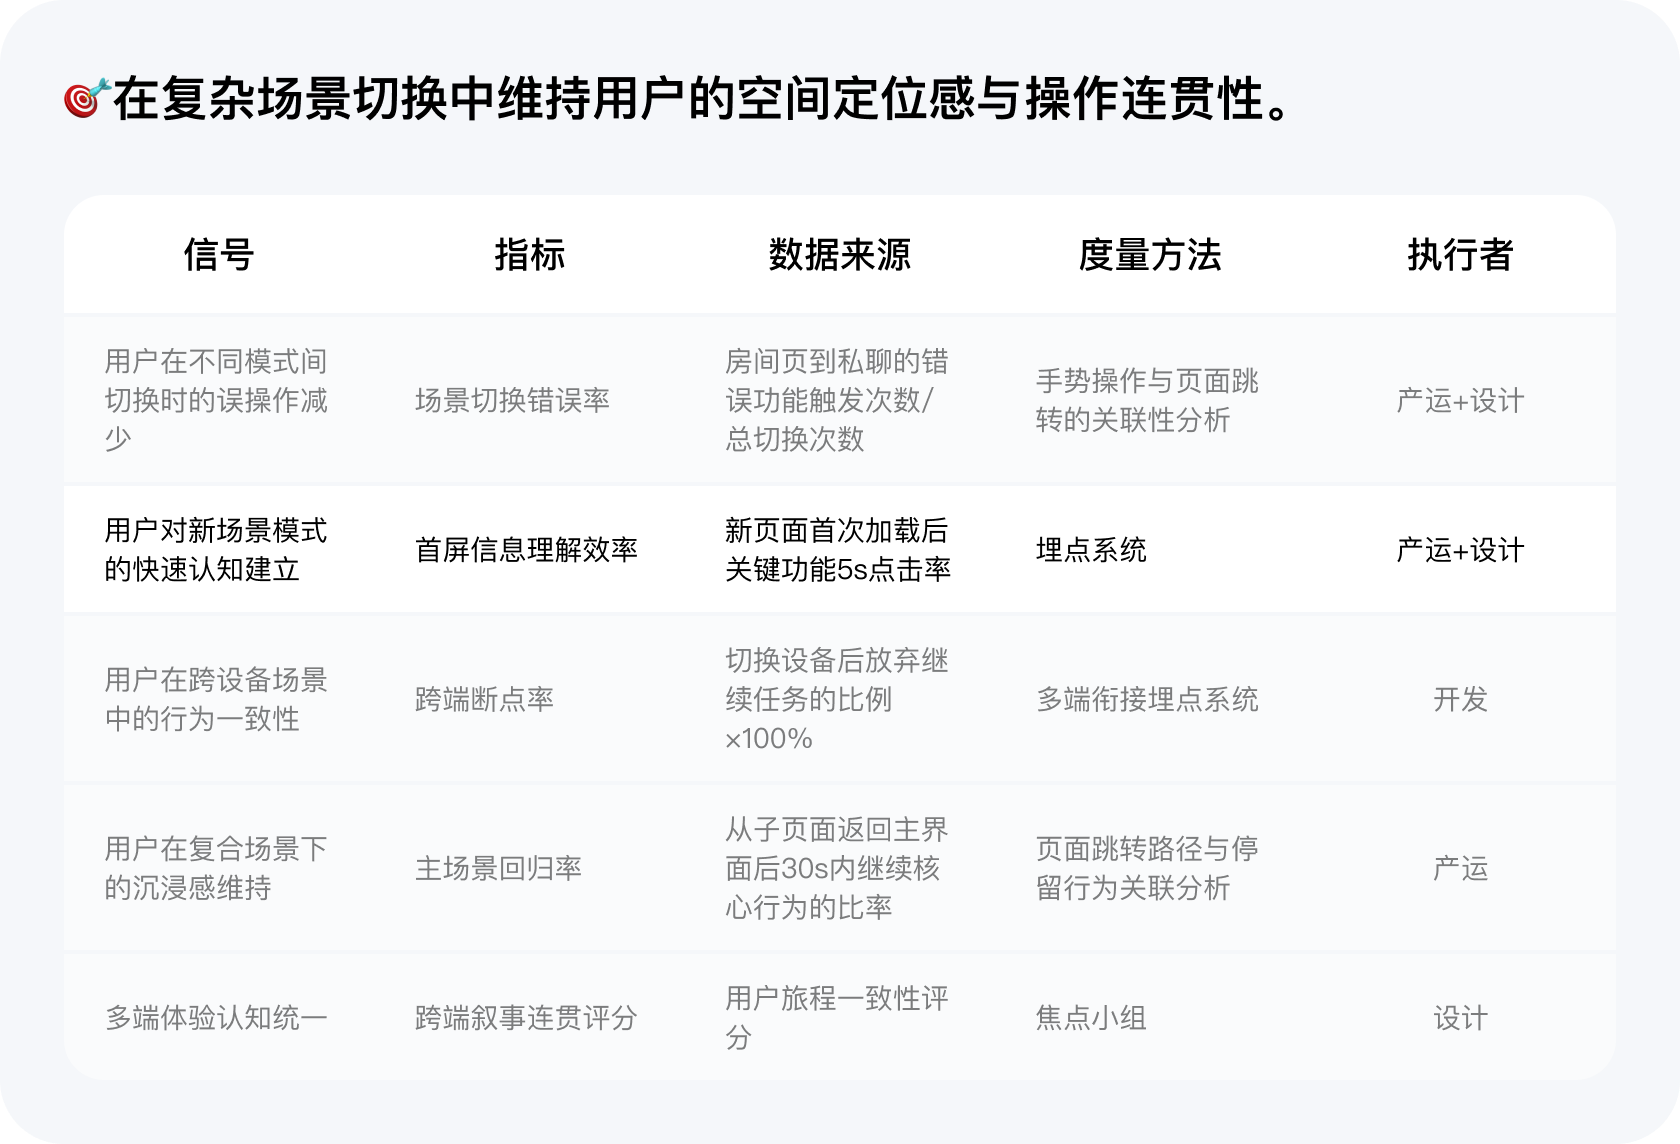 🎯在复杂场景切换中维持用户的空间定位感与操作连贯性。
信号 指标 数据来源 度量方法 执行者
用户在不同模式间
切换时的误操作减
少
场景切换错误率
房间页到私聊的错
误功能触发次数/
总切换次数
手势操作与页面跳
转的关联性分析
产运+设计
用户对新场景模式
的快速认知建立
首屏信息理解效率
新页面首次加载后
关键功能5s点击率
埋点系统
产运+设计
用户在跨设备场景
中的行为一致性
跨端断点率
切换设备后放弃继
续任务的比例
×100%
多端衔接埋点系统
开发
用户在复合场景下
的沉浸感维持
主场景回归率
从子页面返回主界
面后30s内继续核
心行为的比率
页面跳转路径与停
留行为关联分析
产运
多端体验认知统一
跨端叙事连贯评分
用户旅程一致性评
分
焦点小组
设计